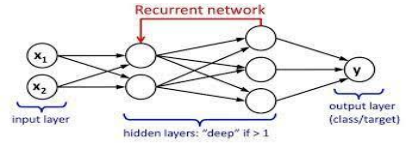 Recurrent network
x1
x2
y
input layer
hidden layers: "deep" if > 1
output layer
(class/target)